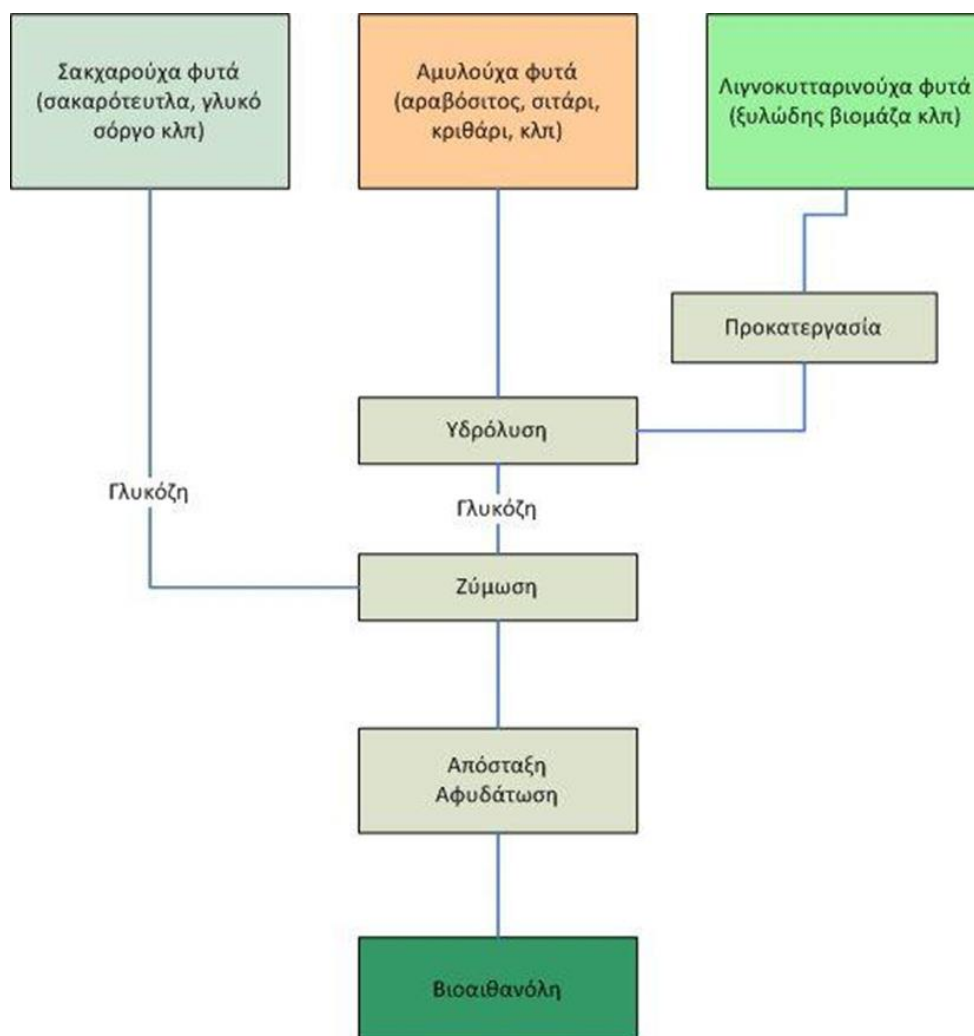 Σακχαρούχα φυτά
(σακαρότευτλα, γλυκό
σόργο κλπ)
Αμυλούχα φυτά
(αραβόσιτος, σιτάρι,
κριθάρι, κλπ)
Λιγνοκυτταρινούχα φυτά
(ξυλώδης βιομάζα κλπ)
Προκατεργασία
Υδρόλυση
Γλυκόζη
Γλυκόζη
Ζύμωση
Απόσταξη
Αφυδάτωση
Βιοαιθανόλη